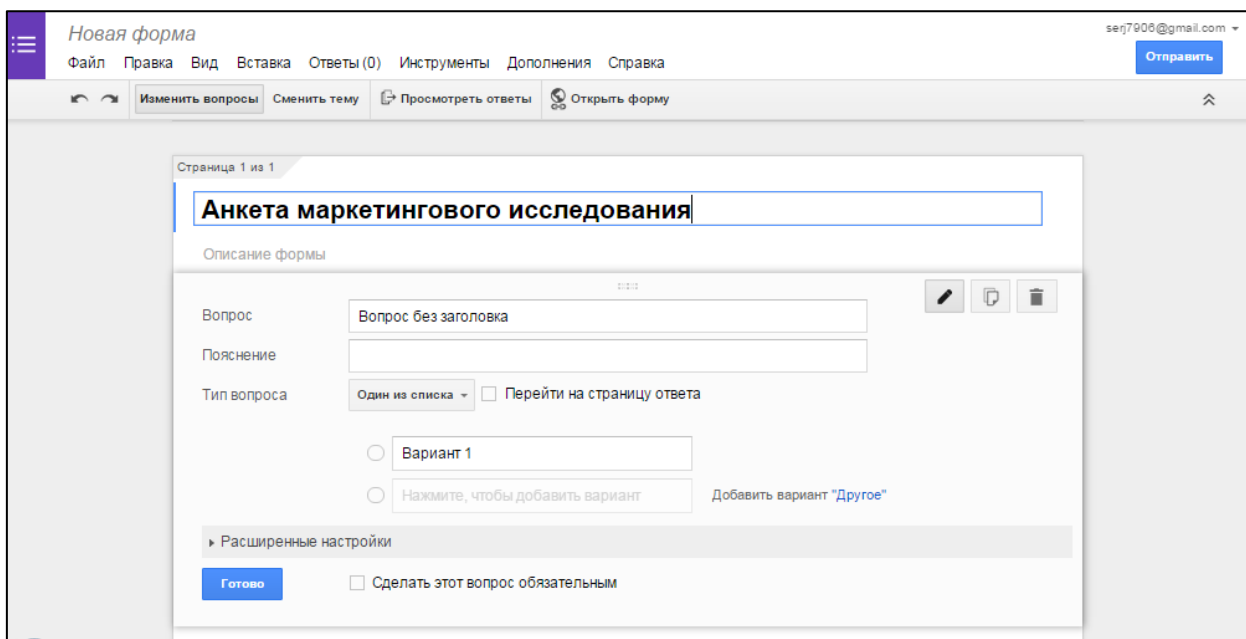 Новая форма
serj7906@gmail.com
Файл Правка Вид Вставка Ответы (0) Инструменты Дополнения Справка
Отправить
Изменить вопросы Сменить тему Просмотреть ответы Открыть форму
Страница 1 из 1
Анкета маркетингового исследования
Описание формы
Вопрос Вопрос без заголовка
Пояснение
Тип вопроса Один из списка Перейти на страницу ответа
Вариант 1
Нажмите, чтобы добавить вариант Добавить вариант "Другое"
Расширенные настройки
Готово Сделать этот вопрос обязательным